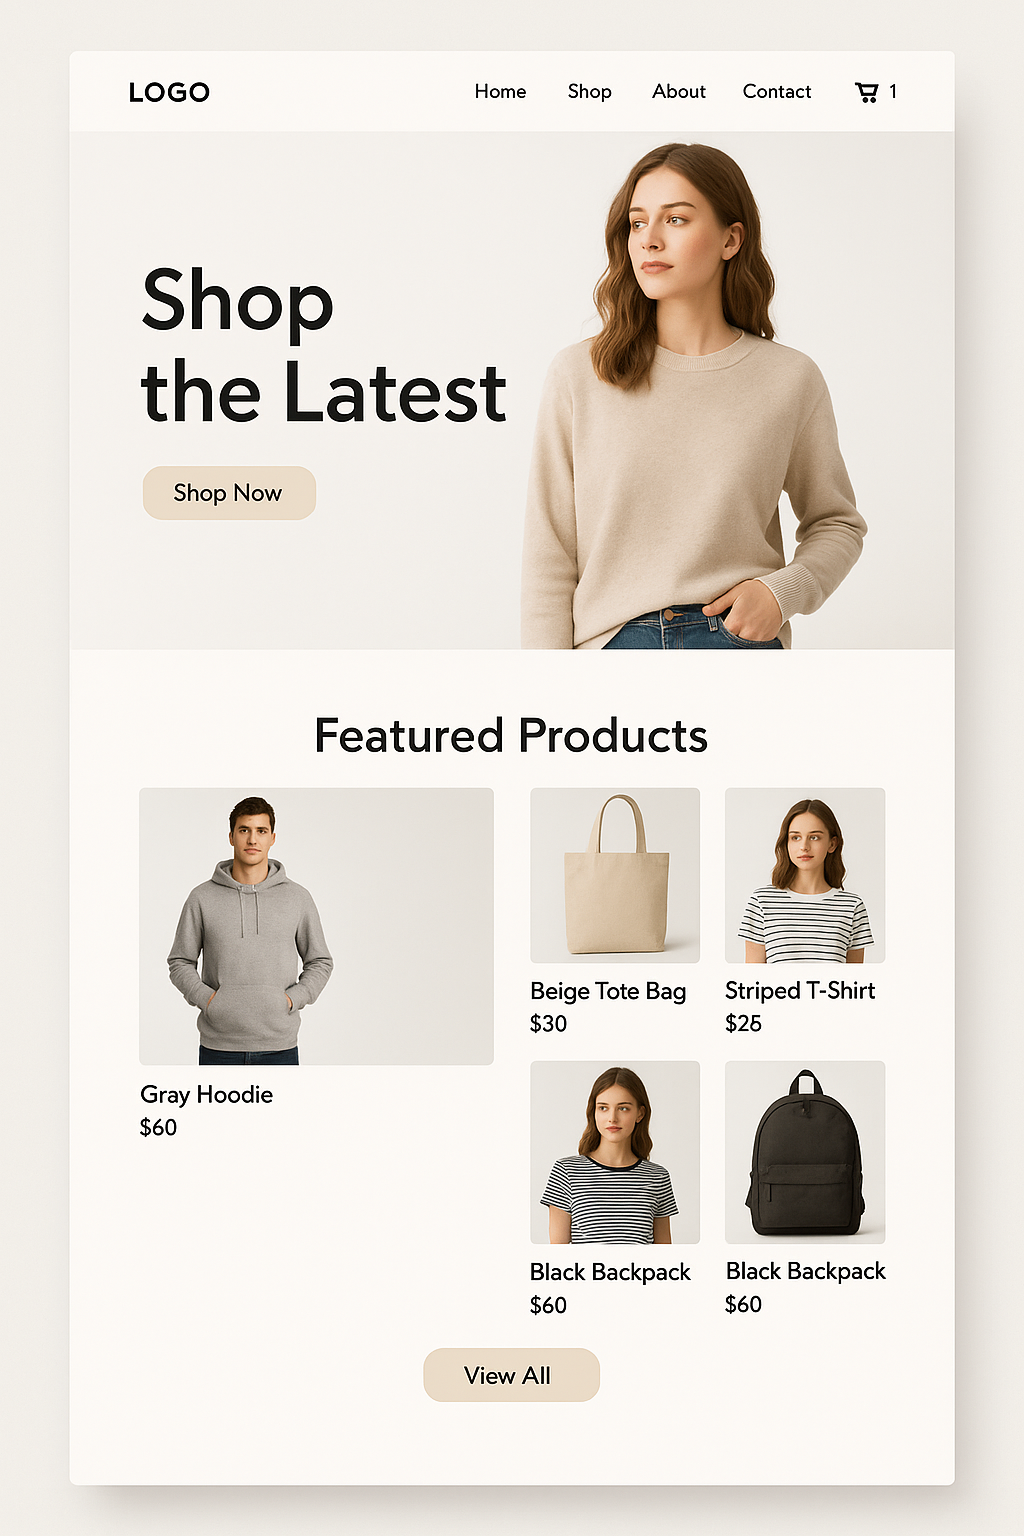 LOGO
Home Shop About Contact 1
Shop
the Latest
Shop Now
Featured Products
Gray Hoodie
$60
Beige Tote Bag
$30
Striped T-Shirt
$25
Black Backpack
$60
Black Backpack
$60
View All